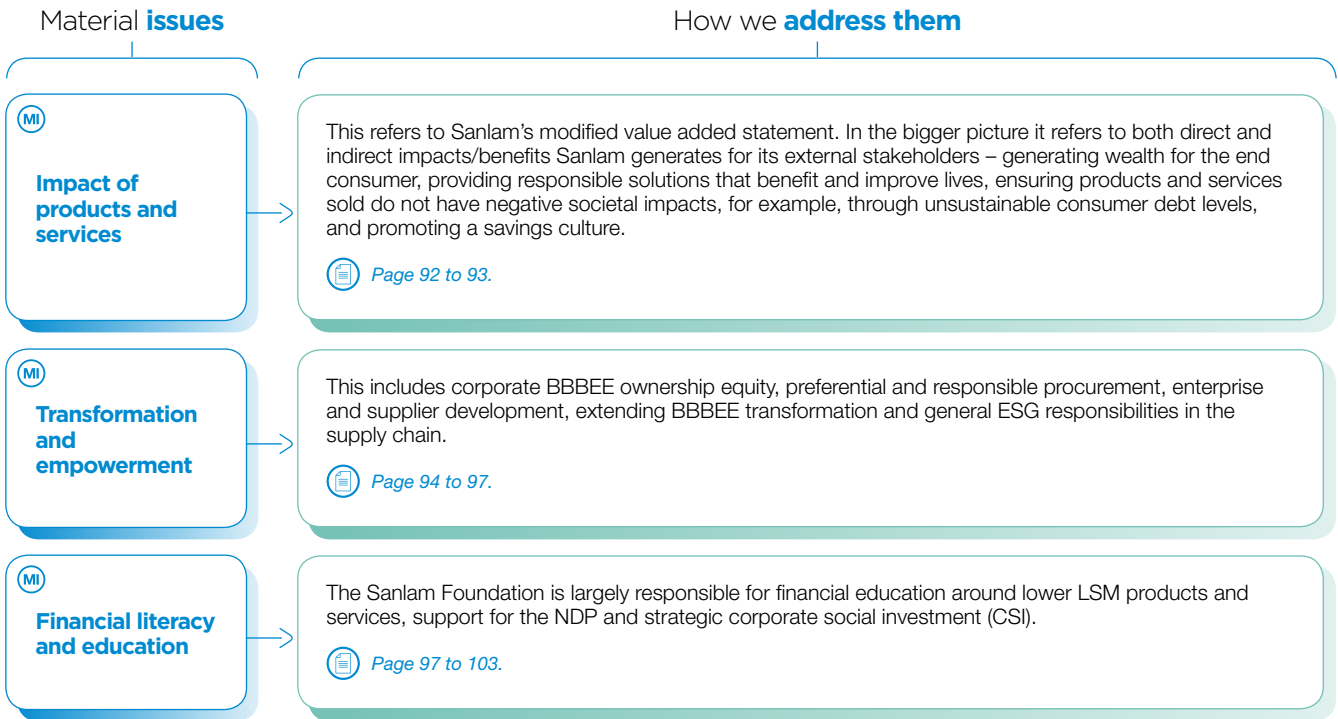 Material issues
How we address them
MI
Impact of
products and
services
This refers to Sanlam’s modified value added statement. In the bigger picture it refers to both direct and
indirect impacts/benefits Sanlam generates for its external stakeholders – generating wealth for the end
consumer, providing responsible solutions that benefit and improve lives, ensuring products and services
sold do not have negative societal impacts, for example, through unsustainable consumer debt levels,
and promoting a savings culture.
Page 92 to 93.
MI
Transformation
and
empowerment
This includes corporate BBBEE ownership equity, preferential and responsible procurement, enterprise
and supplier development, extending BBBEE transformation and general ESG responsibilities in the
supply chain.
Page 94 to 97.
MI
Financial literacy
and education
The Sanlam Foundation is largely responsible for financial education around lower LSM products and
services, support for the NDP and strategic corporate social investment (CSI).
Page 97 to 103.